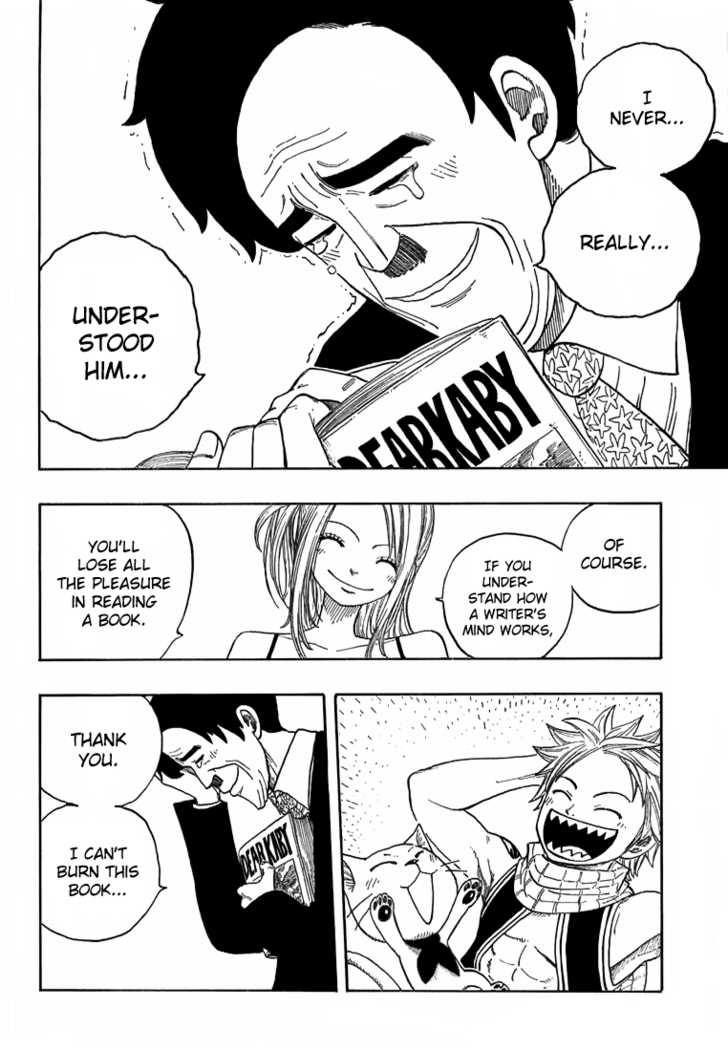 I
NEVER...
REALLY...
UNDER-
STOOD
HIM...
DEAR KABY
OF
COURSE.
IF YOU
UNDER-
STAND HOW
A WRITER'S
MIND WORKS,
YOU'LL
LOSE ALL
THE PLEASURE
IN READING
A BOOK.
THANK
YOU.
I CAN'T
BURN THIS
BOOK...
DEAR KABY